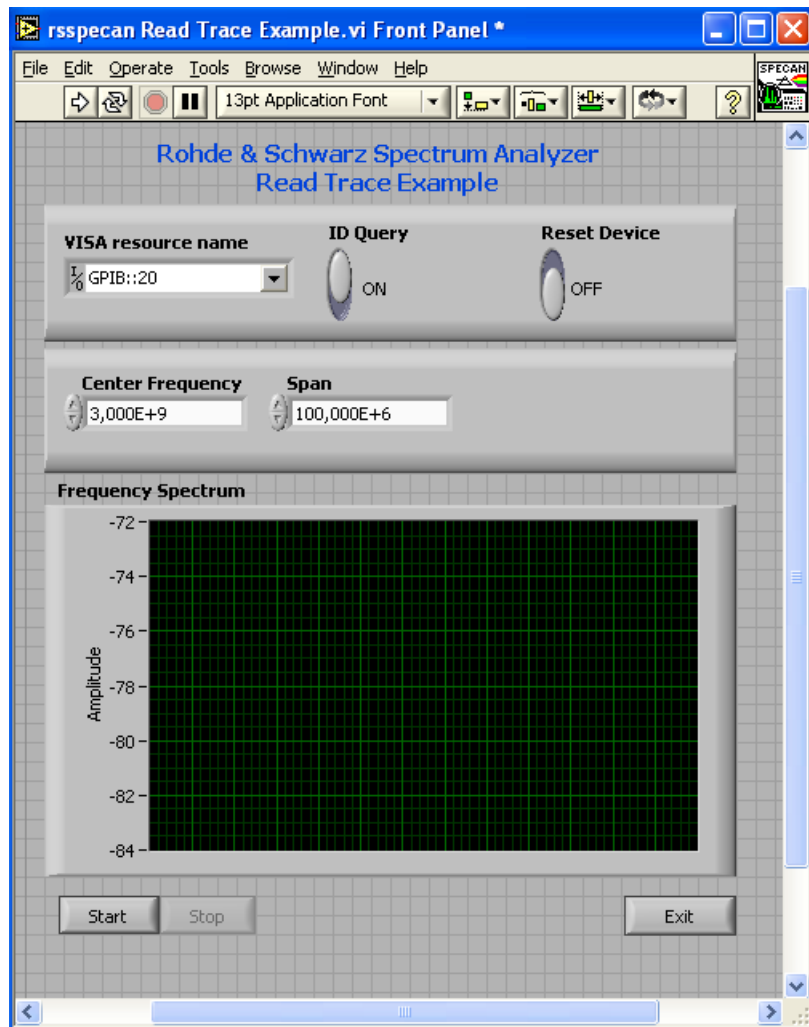 rsspecan Read Trace Example.vi Front Panel *
File Edit Operate Tools Browse Window Help
SPECAN
13pt Application Font
?
Rohde & Schwarz Spectrum Analyzer
Read Trace Example
VISA resource name
ID Query
Reset Device
I/O GPIB::20
ON
OFF
Center Frequency
Span
3,000E+9
100,000E+6
Frequency Spectrum
-72
-74
-76
-78
-80
-82
-84
Amplitude
Start
Stop
Exit